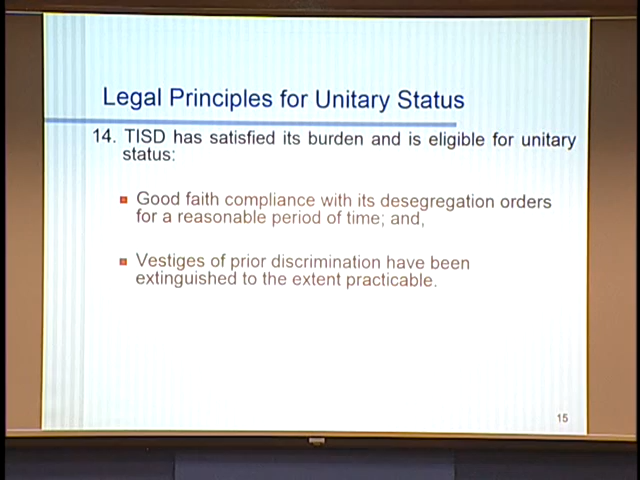 Legal Principles for Unitary Status
14. TISD has satisfied its burden and is eligible for unitary
status:
Good faith compliance with its desegregation orders
for a reasonable period of time; and,
Vestiges of prior discrimination have been
extinguished to the extent practicable.
15